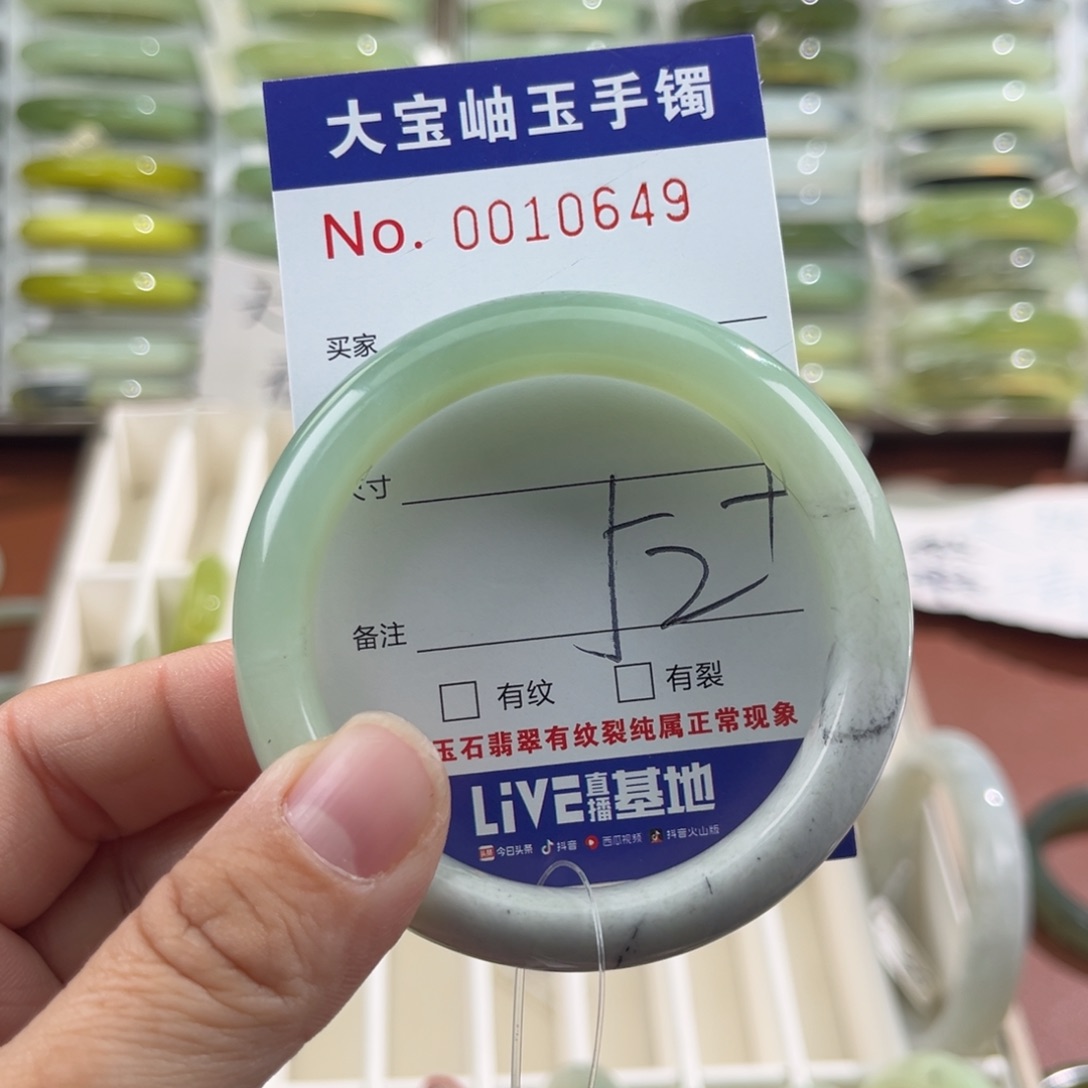 大宝岫玉手镯
No. 0010649
买家
寸
52
备注
有纹 有裂
玉石翡翠有纹裂纯属正常现象
LiVE直播基地
今日头条 抖音 西瓜视频 抖音火山版